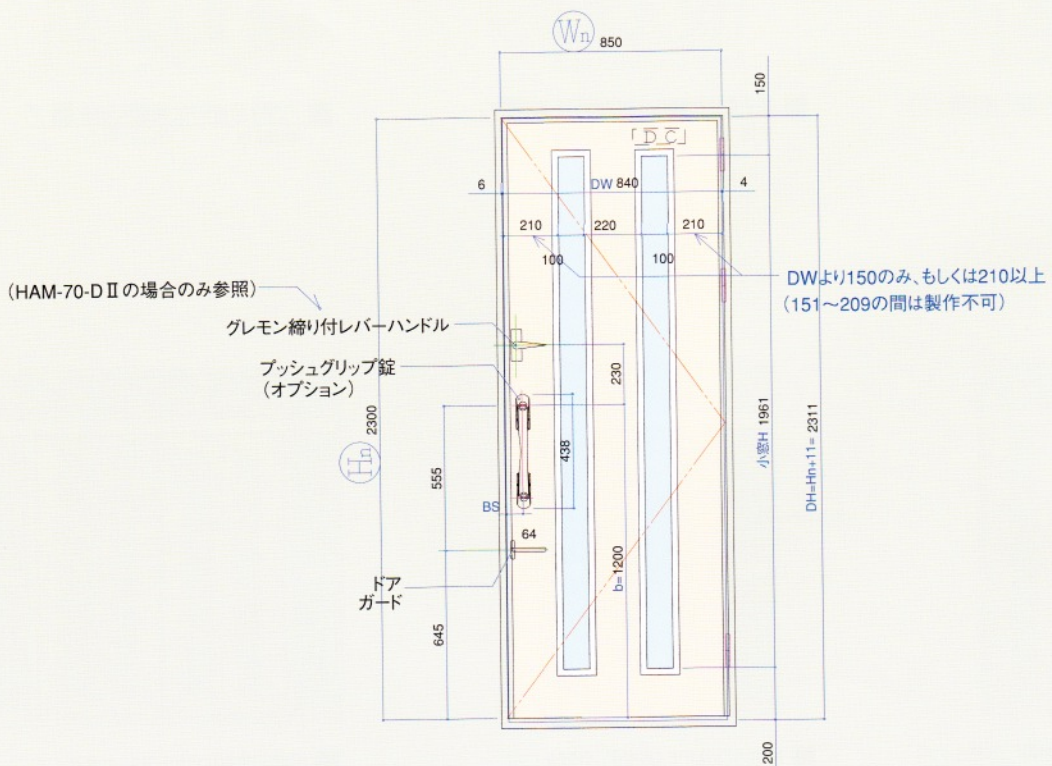 Wn
850
150
「DC」
6
DW 840
4
210
220
210
100
100
DWより150のみ、もしくは210以上
(151〜209の間は製作不可)
(HAM-70-DⅡの場合のみ参照)
グレモン締り付レバーハンドル
プッシュグリップ錠
(オプション)
230
2300
Hn
小窓H 1961
DH=Hn+11= 2311
438
555
BS
64
b=1200
ドア
ガード
645
200